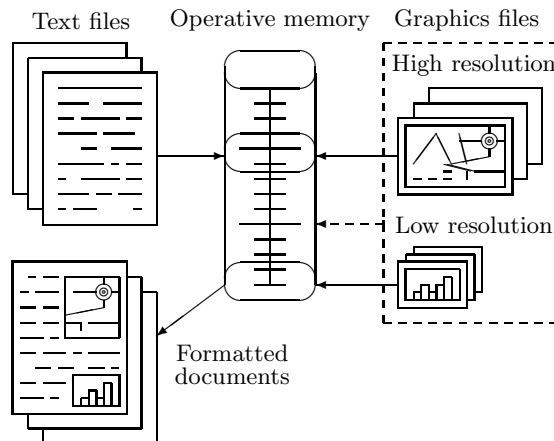 Text files
Operative memory
Graphics files
High resolution
Low resolution
Formatted
documents